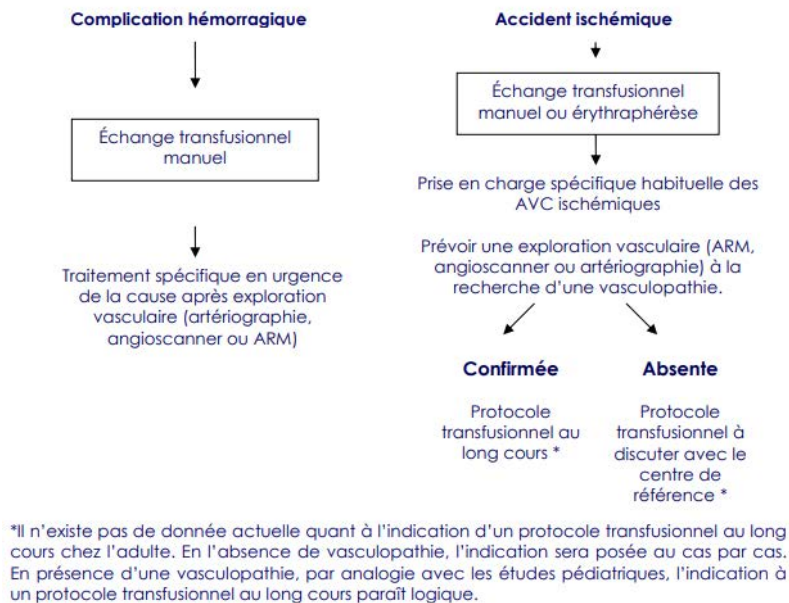 Complication hémorragique
Échange transfusionnel
manuel
Traitement spécifique en urgence
de la cause après exploration
vasculaire (artériographie,
angioscanner ou ARM)
Accident ischémique
Échange transfusionnel
manuel ou érythraphérèse
Prise en charge spécifique habituelle des
AVC ischémiques
Prévoir une exploration vasculaire (ARM,
angioscanner ou artériographie) à la
recherche d'une vasculopathie.
Confirmée
Protocole
transfusionnel au
long cours *
Absente
Protocole
transfusionnel à
discuter avec le
centre de
référence *
*Il n'existe pas de donnée actuelle quant à l'indication d'un protocole transfusionnel au long
cours chez l'adulte. En l'absence de vasculopathie, l'indication sera posée au cas par cas.
En présence d'une vasculopathie, par analogie avec les études pédiatriques, l'indication à
un protocole transfusionnel au long cours paraît logique.